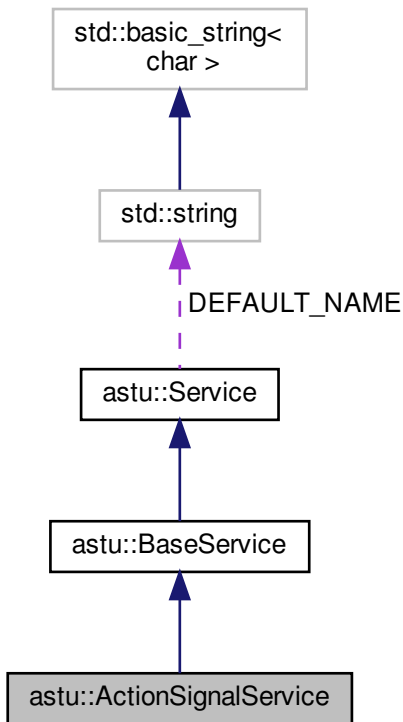 std::basic_string<
char >
std::string
DEFAULT_NAME
astu::Service
astu::BaseService
astu::ActionSignalService